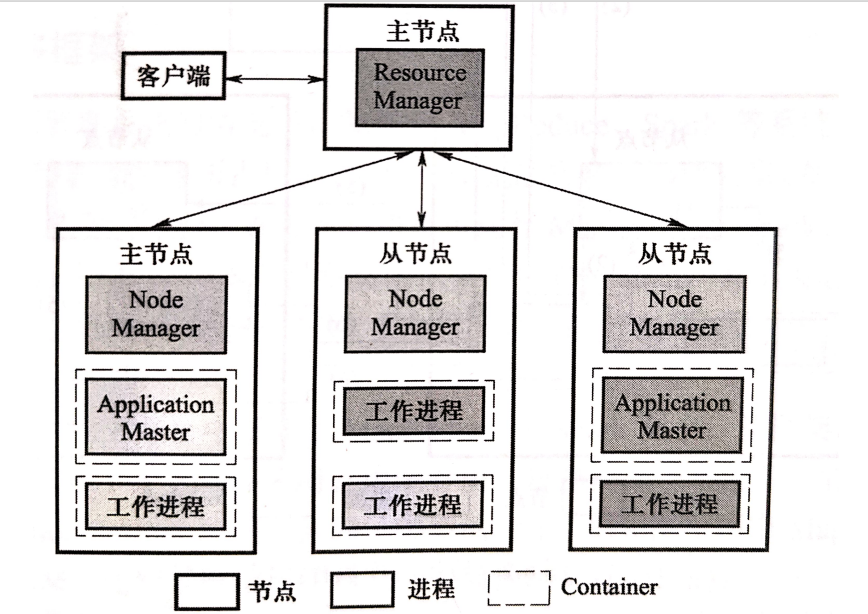 主节点
客户端
Resource
Manager
主节点
Node
Manager
Application
Master
工作进程
从节点
Node
Manager
工作进程
工作进程
从节点
Node
Manager
Application
Master
工作进程
节点
进程
Container